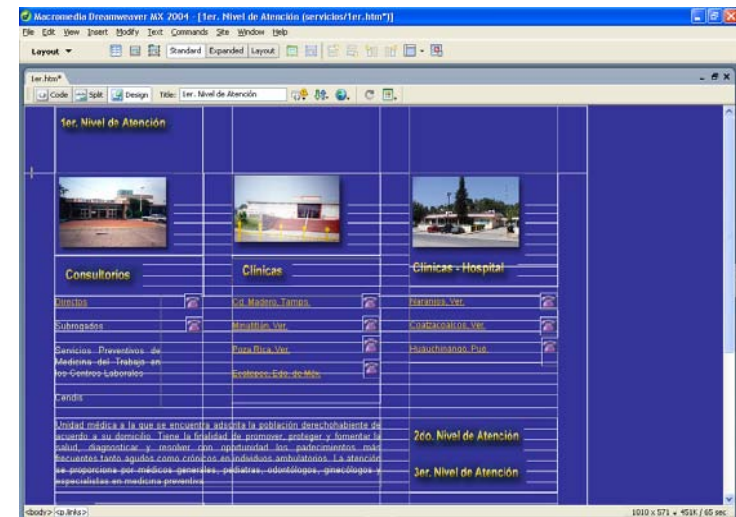 Macromedia Dreamweaver MX 2004 - [1er. Nivel de Atención (servicios/1er.htm*)]
File Edit View Insert Modify Text Commands Site Window Help
Layout Standard Expanded Layout
1er.htm*
Code Split Design Title: 1er. Nivel de Atención
1er. Nivel de Atención
Consultorios Clínicas Clínicas - Hospital
Directos Cd. Madero, Tamps. Naranjos, Ver.
Subrogados Minatitlán, Ver. Coatzacoalcos, Ver.
Servicios Preventivos de Poza Rica, Ver. Huauchinango, Pue.
Medicina del Trabajo en
los Centros Laborales Ecatepec, Edo. de Méx.
Cendis
Unidad médica a la que se encuentra adscrita la población derechohabiente de
acuerdo a su domicilio. Tiene la finalidad de promover, proteger y fomentar la
salud, diagnosticar y resolver con oportunidad los padecimientos más
frecuentes tanto agudos como crónicos en individuos ambulatorios. La atención
se proporciona por médicos generales, pediatras, odontólogos, ginecólogos y
especialistas en medicina preventiva
2do. Nivel de Atención
3er. Nivel de Atención
<body> <p.links> 1010 x 571 451K / 65 sec